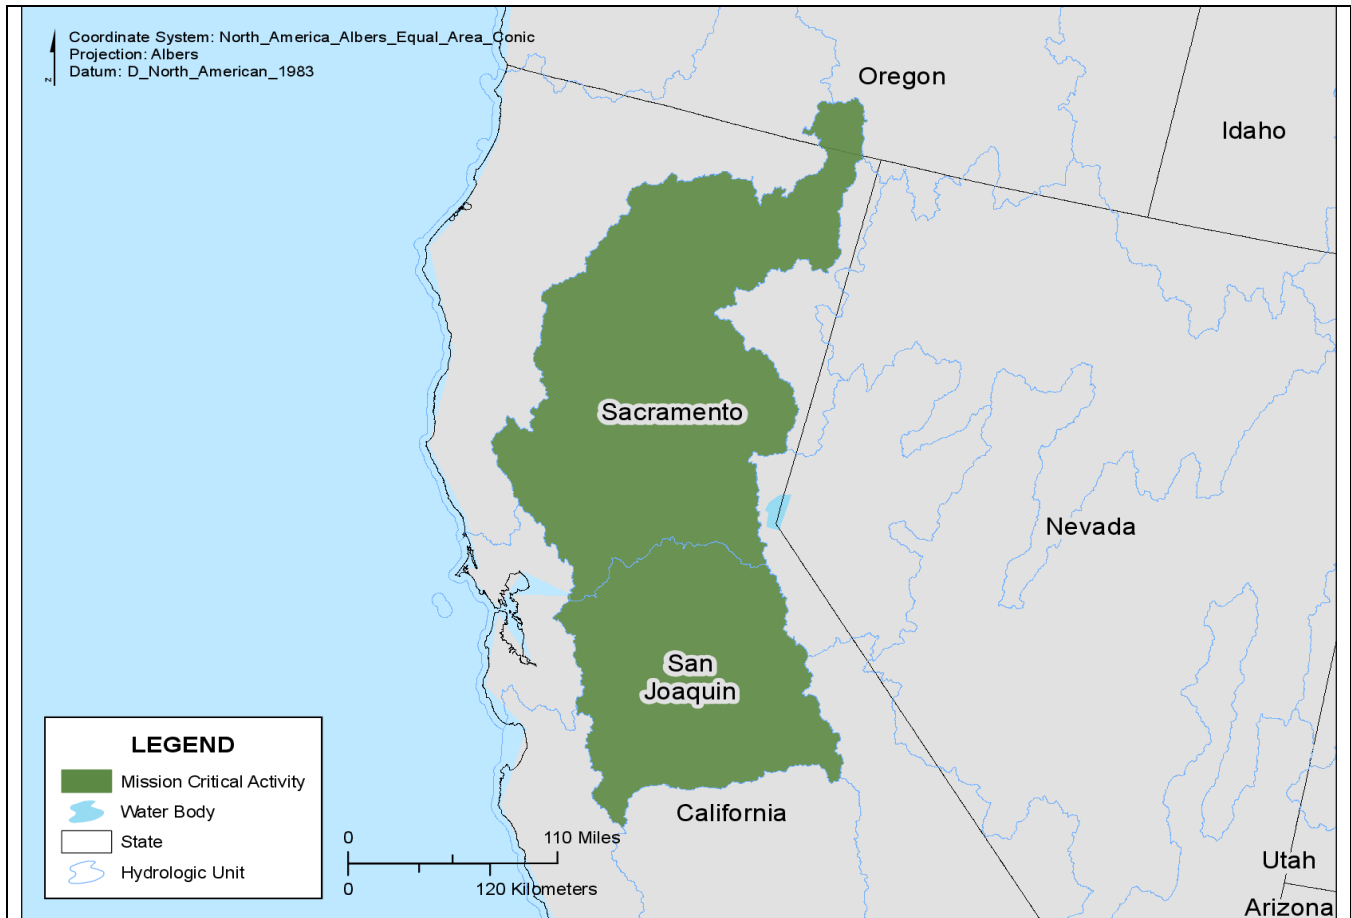 Coordinate System: North_America_Albers_Equal_Area_Conic
Projection: Albers
Datum: D_North_American_1983
N
Oregon
Idaho
Sacramento
Nevada
San
Joaquin
California
Utah
Arizona
LEGEND
Mission Critical Activity
Water Body
State
Hydrologic Unit
0 110 Miles
0 120 Kilometers